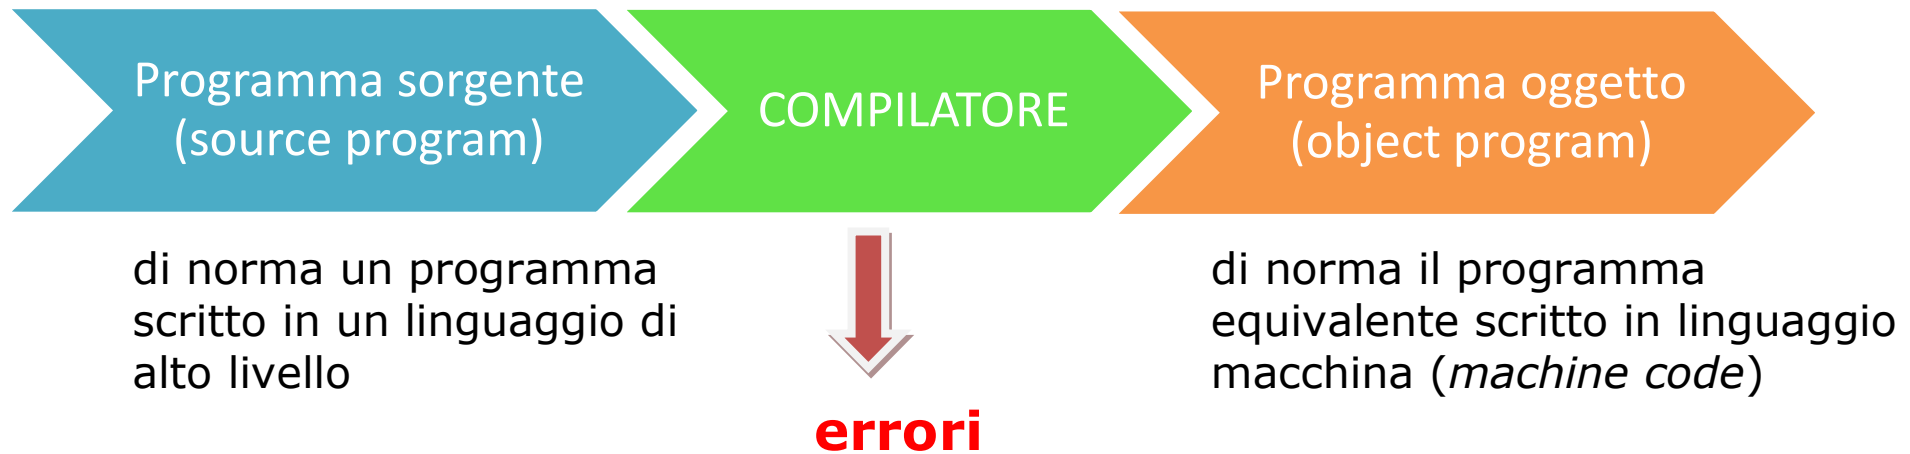 Programma sorgente
(source program)
COMPILATORE
Programma oggetto
(object program)
di norma un programma
scritto in un linguaggio di
alto livello
errori
di norma il programma
equivalente scritto in linguaggio
macchina (machine code)